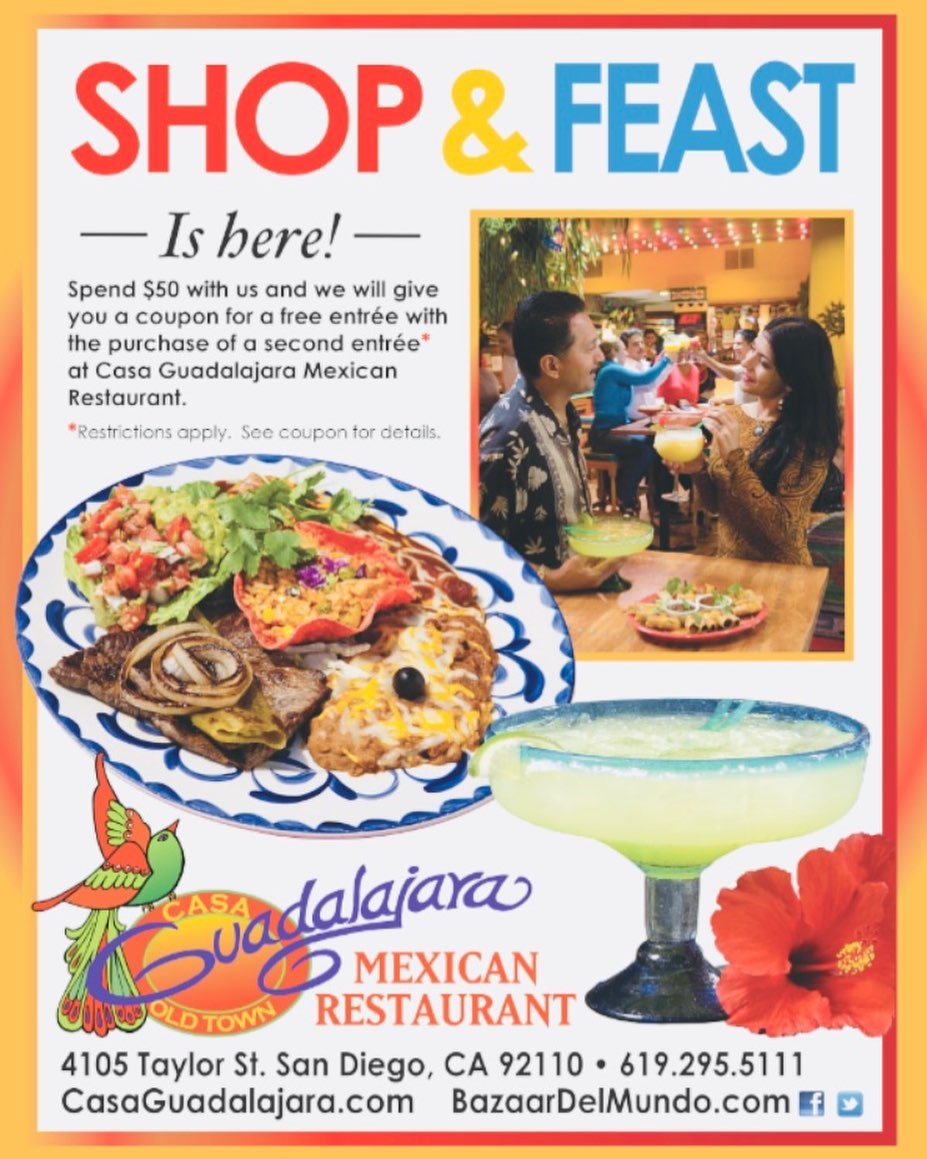 SHOP & FEAST
Is here!
Spend $50 with us and we will give
you a coupon for a free entrée with
the purchase of a second entrée*
at Casa Guadalajara Mexican
Restaurant.
*Restrictions apply. See coupon for details.
CASA
Guadalajara
OLD TOWN
MEXICAN
RESTAURANT
4105 Taylor St. San Diego, CA 92110 • 619.295.5111
CasaGuadalajara.com BazaarDelMundo.com